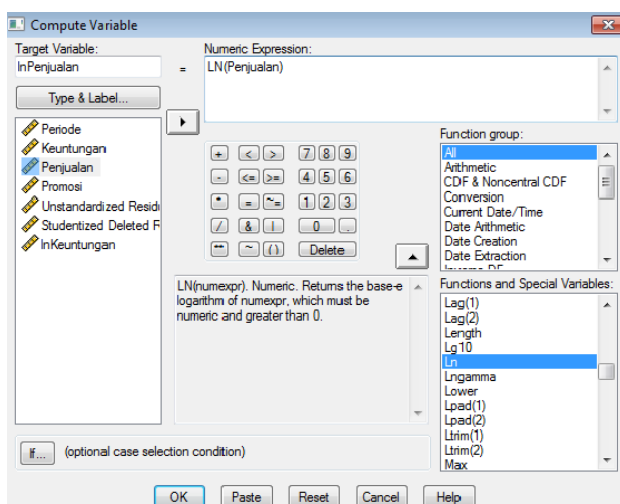 Compute Variable
Target Variable:
lnPenjualan
=
Numeric Expression:
LN(Penjualan)
Type & Label...
Periode
Keuntungan
Penjualan
Promosi
Unstandardized Residu
Studentized Deleted R
lnKeuntungan
+ < > 7 8 9
- <= >= 4 5 6
* = ~= 1 2 3
/ & | 0 .
** ~ () Delete
Function group:
All
Arithmetic
CDF & Noncentral CDF
Conversion
Current Date/Time
Date Arithmetic
Date Creation
Date Extraction
LN(numexpr). Numeric. Returns the base-e
logarithm of numexpr, which must be
numeric and greater than 0.
Functions and Special Variables:
Lag(1)
Lag(2)
Length
Lg10
Ln
Lngamma
Lower
Lpad(1)
Lpad(2)
Ltrim(1)
Ltrim(2)
Max
If... (optional case selection condition)
OK Paste Reset Cancel Help